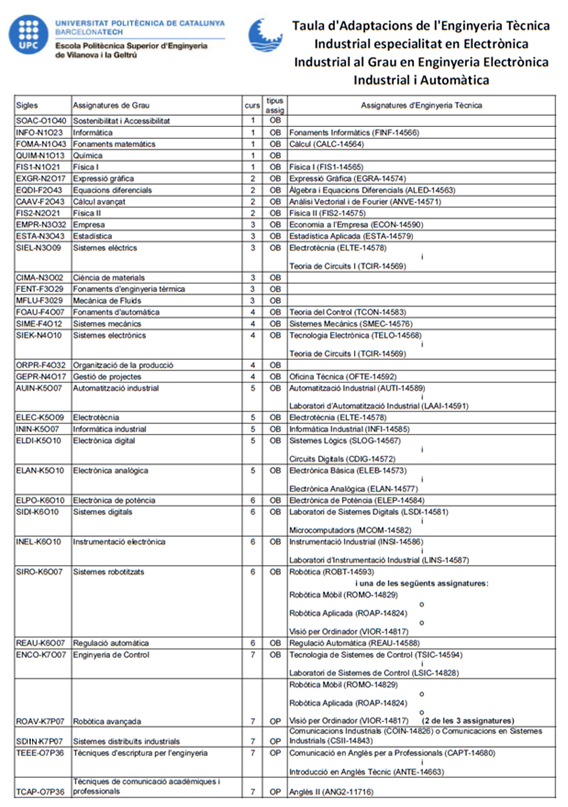 UNIVERSITAT POLITÈCNICA DE CATALUNYA
BARCELONATECH
UPC
Escola Politècnica Superior d'Enginyeria
de Vilanova i la Geltrú
Taula d'Adaptacions de l'Enginyeria Tècnica
Industrial especialitat en Electrònica
Industrial al Grau en Enginyeria Electrònica
Industrial i Automàtica
Sigles Assignatures de Grau curs tipus assig Assignatures d'Enginyeria Tècnica
SOAC-O1O40 Sostenibilitat i Accessibilitat 1 OB
INFO-N1O23 Informàtica 1 OB Fonaments Informàtics (FINF-14566)
FOMA-N1O43 Fonaments matemàtics 1 OB Càlcul (CALC-14564)
QUIM-N1O13 Química 1 OB
FIS1-N1O21 Física I 1 OB Física I (FIS1-14565)
EXGR-N2O17 Expressió gràfica 2 OB Expressió Gràfica (EGRA-14574)
EQDI-F2O43 Equacions diferencials 2 OB Àlgebra i Equacions Diferencials (ALED-14563)
CAAV-F2O43 Càlcul avançat 2 OB Anàlisi Vectorial i de Fourier (ANVE-14571)
FIS2-N2O21 Física II 2 OB Física II (FIS2-14575)
EMPR-N3O32 Empresa 3 OB Economia a l'Empresa (ECON-14590)
ESTA-N3O43 Estadística 3 OB Estadística Aplicada (ESTA-14579)
SIEL-N3O09 Sistemes elèctrics 3 OB Electrotècnia (ELTE-14578)
i
Teoria de Circuits I (TCIR-14569)
CIMA-N3O02 Ciència de materials 3 OB
FENT-F3O29 Fonaments d'enginyeria tèrmica 3 OB
MFLU-F3029 Mecànica de Fluids 3 OB
FOAU-F4O07 Fonaments d'automàtica 4 OB Teoria del Control (TCON-14583)
SIME-F4O12 Sistemes mecànics 4 OB Sistemes Mecànics (SMEC-14576)
SIEK-N4O10 Sistemes electrònics 4 OB Tecnologia Electrònica (TELO-14568)
i
Teoria de Circuits I (TCIR-14569)
ORPR-F4O32 Organització de la producció 4 OB
GEPR-N4O17 Gestió de projectes 4 OB Oficina Tècnica (OFTE-14592)
AUIN-K5O07 Automatització industrial 5 OB Automatització Industrial (AUTI-14589)
i
Laboratori d'Automatització Industrial (LAAI-14591)
ELEC-K5O09 Electrotècnia 5 OB Electrotècnia (ELTE-14578)
ININ-K5O07 Informàtica industrial 5 OB Informàtica Industrial (INFI-14585)
ELDI-K5O10 Electrònica digital 5 OB Sistemes Lògics (SLOG-14567)
i
Circuits Digitals (CDIG-14572)
ELAN-K5O10 Electrònica analógica 5 OB Electrònica Bàsica (ELEB-14573)
i
Electrònica Analógica (ELAN-14577)
ELPO-K6O10 Electrònica de potència 6 OB Electrònica de Potència (ELEP-14584)
SIDI-K6O10 Sistemes digitals 6 OB Laboratori de Sistemes Digitals (LSDI-14581)
i
Microcomputadors (MCOM-14582)
INEL-K6O10 Instrumentació electrònica 6 OB Instrumentació Industrial (INSI-14586)
i
Laboratori d'Instrumentació Industrial (LINS-14587)
SIRO-K6O07 Sistemes robotitzats 6 OB Robòtica (ROBT-14593)
i una de les següents assignatures:
Robòtica Mòbil (ROMO-14829)
o
Robòtica Aplicada (ROAP-14824)
o
Visió per Ordinador (VIOR-14817)
REAU-K6O07 Regulació automàtica 6 OB Regulació Automàtica (REAU-14588)
ENCO-K7O07 Enginyeria de Control 7 OB Tecnologia de Sistemes de Control (TSIC-14594)
i
Laboratori de Sistemes de Control (LSIC-14828)
Robòtica Mòbil (ROMO-14829)
o
Robòtica Aplicada (ROAP-14824)
o
ROAV-K7P07 Robòtica avançada 7 OP Visió per Ordinador (VIOR-14817) (2 de les 3 assignatures)
Comunicacions Industrials (COIN-14826) o Comunicacions en Sistemes
SDIIN-K7P07 Sistemes distribuïts industrials 7 OP Industrials (CSII-14843)
TEEE-O7P36 Tècniques d'escriptura per l'enginyeria 7 OP Comunicació en Anglès per a Professionals (CAPT-14680)
i
Introducció en Anglès Tècnic (ANTE-14663)
Tècniques de comunicació acadèmiques i
TCAP-O7P36 professionals 7 OP Anglès II (ANG2-11716)